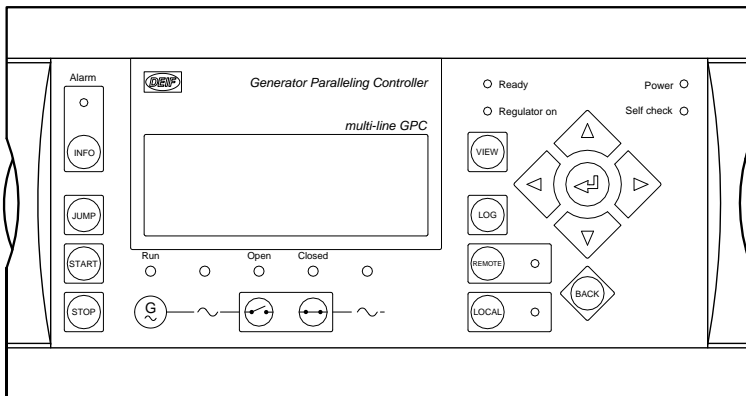 Alarm
INFO
JUMP
START
STOP
DEIF
Generator Paralleling Controller
multi-line GPC
Run
Open
Closed
G
Ready
Power
Regulator on
Self check
VIEW
LOG
REMOTE
LOCAL
BACK